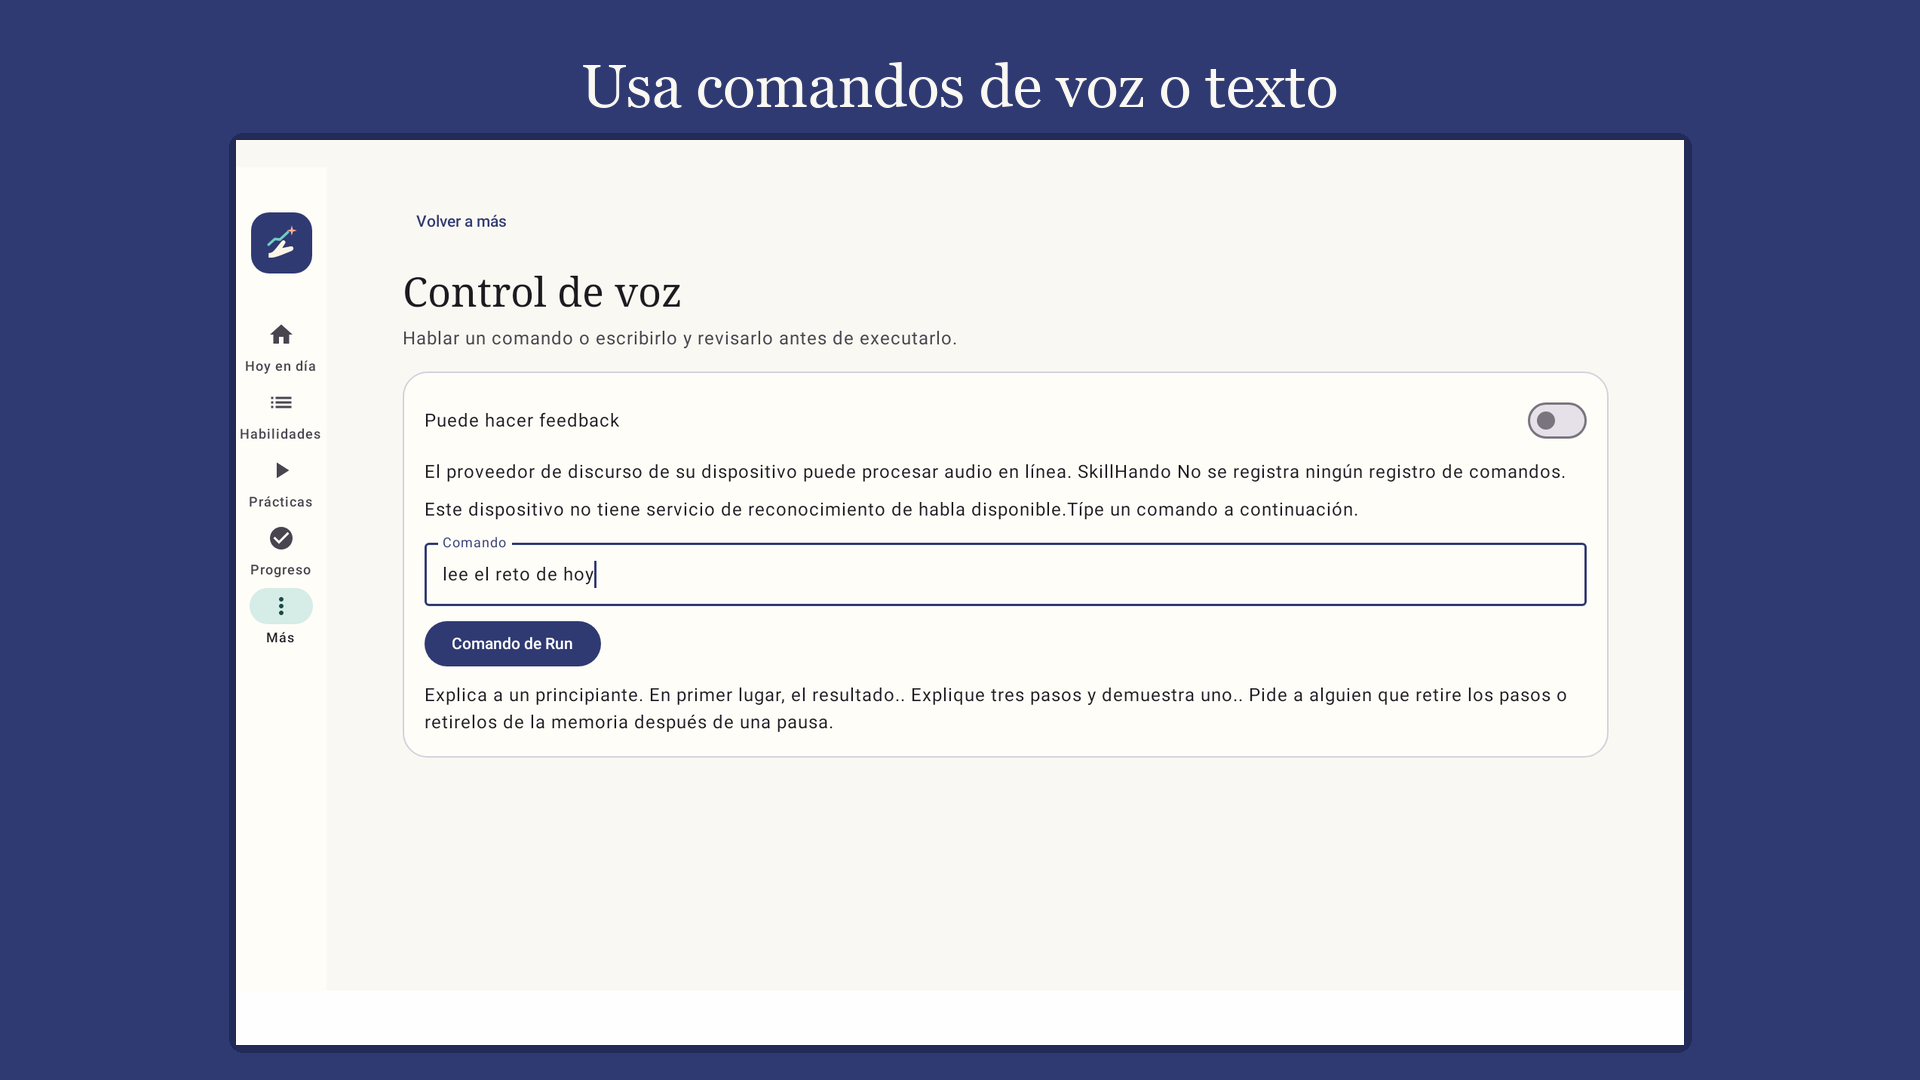 Usa comandos de voz o texto
Volver a más
Control de voz
Hablar un comando o escribirlo y revisarlo antes de executarlo.
Hoy en día
Habilidades
Prácticas
Progreso
Más
Puede hacer feedback
El proveedor de discurso de su dispositivo puede procesar audio en línea. SkillHando No se registra ningún registro de comandos.
Este dispositivo no tiene servicio de reconocimiento de habla disponible.Típe un comando a continuación.
Comando
lee el reto de hoy
Comando de Run
Explica a un principiante. En primer lugar, el resultado.. Explique tres pasos y demuestra uno.. Pide a alguien que retire los pasos o
retirelos de la memoria después de una pausa.